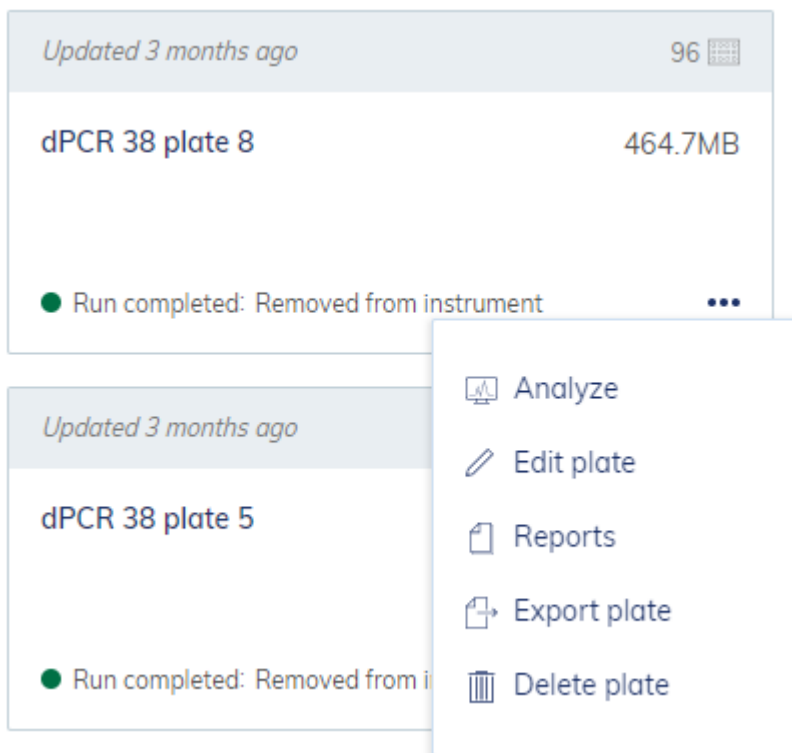 Updated 3 months ago 96
dPCR 38 plate 8 464.7MB
Run completed: Removed from instrument
Analyze
Edit plate
Reports
Export plate
Delete plate
Updated 3 months ago
dPCR 38 plate 5
Run completed: Removed from